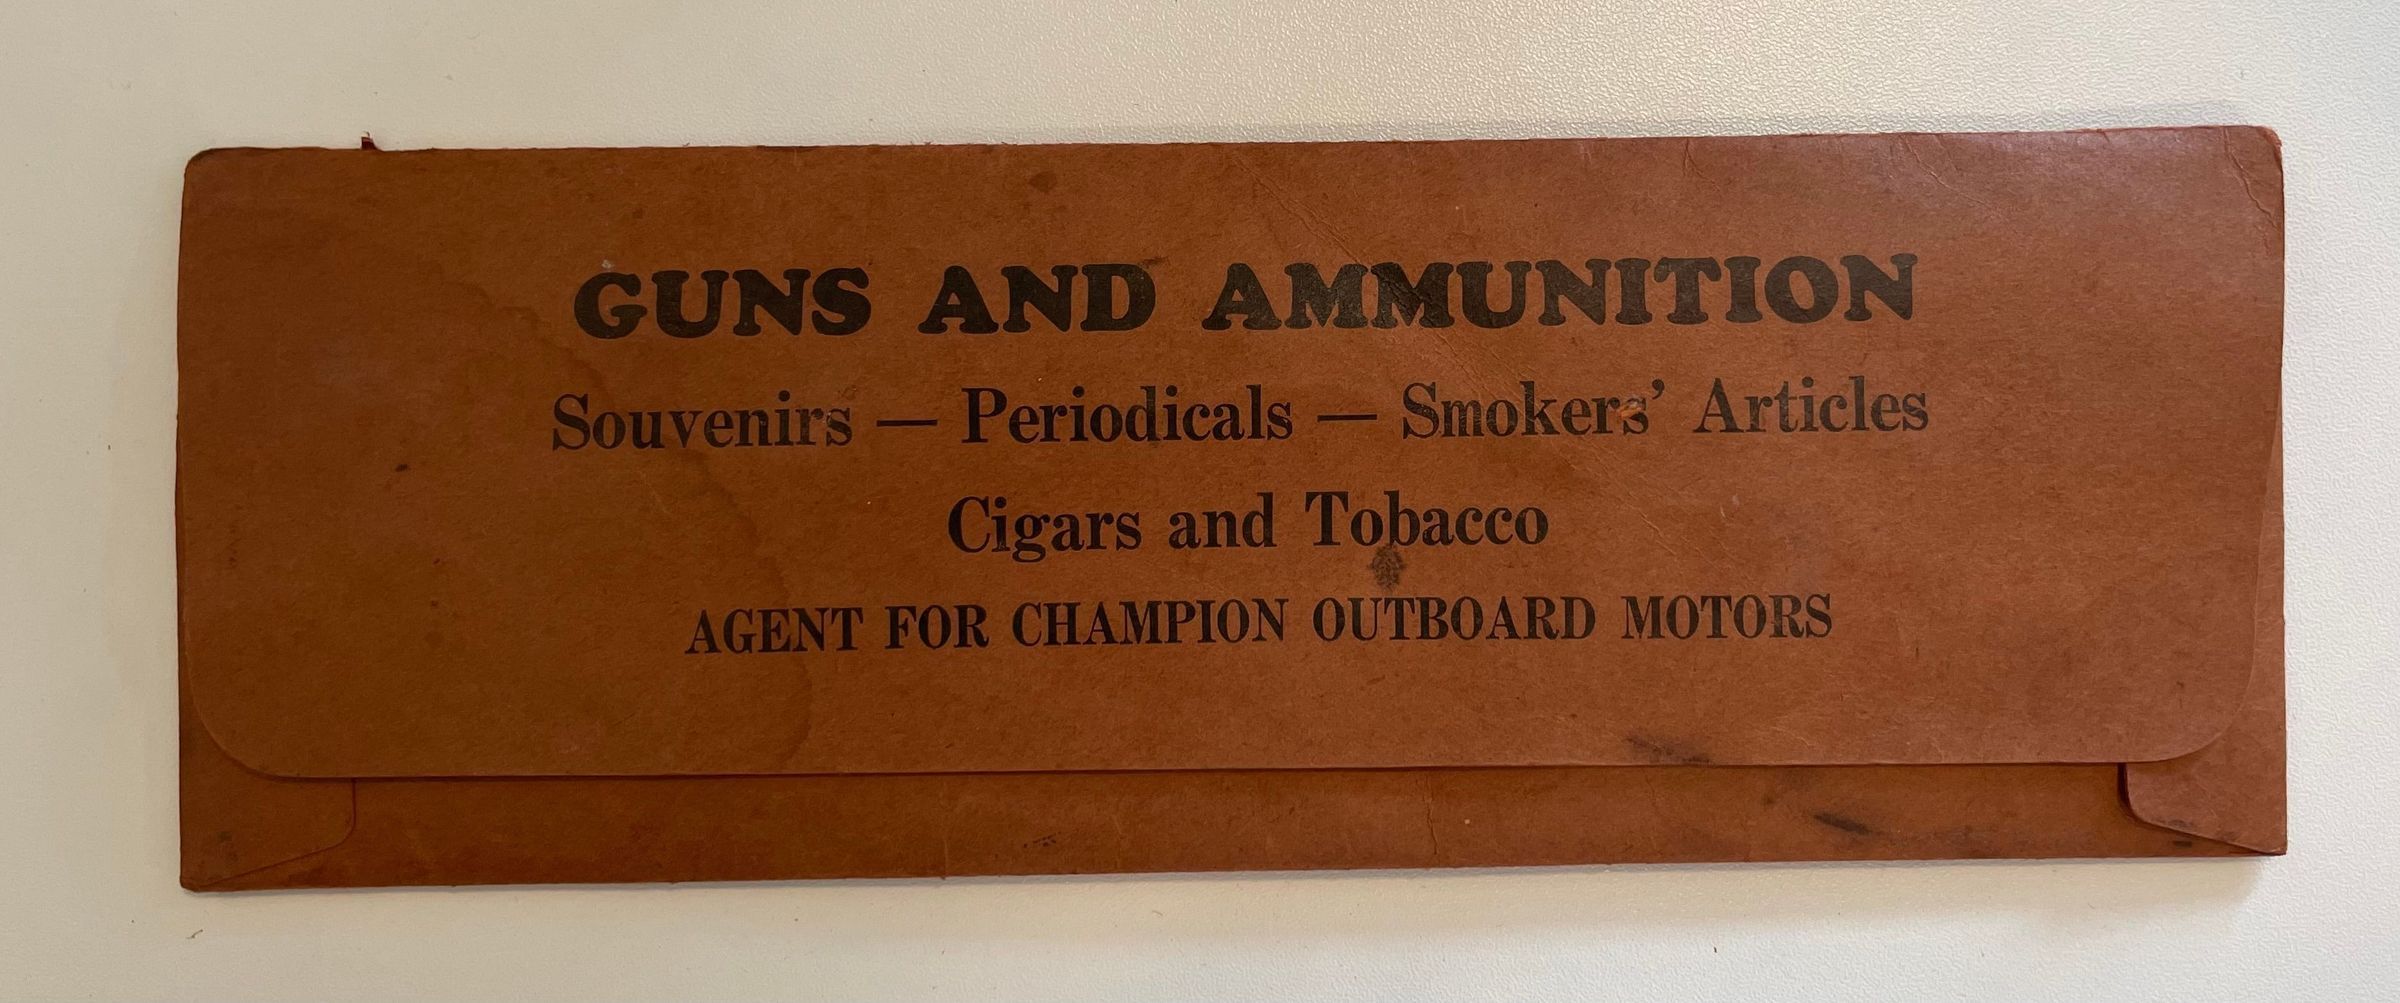 GUNS AND AMMUNITION
Souvenirs — Periodicals — Smokers' Articles
Cigars and Tobacco
AGENT FOR CHAMPION OUTBOARD MOTORS